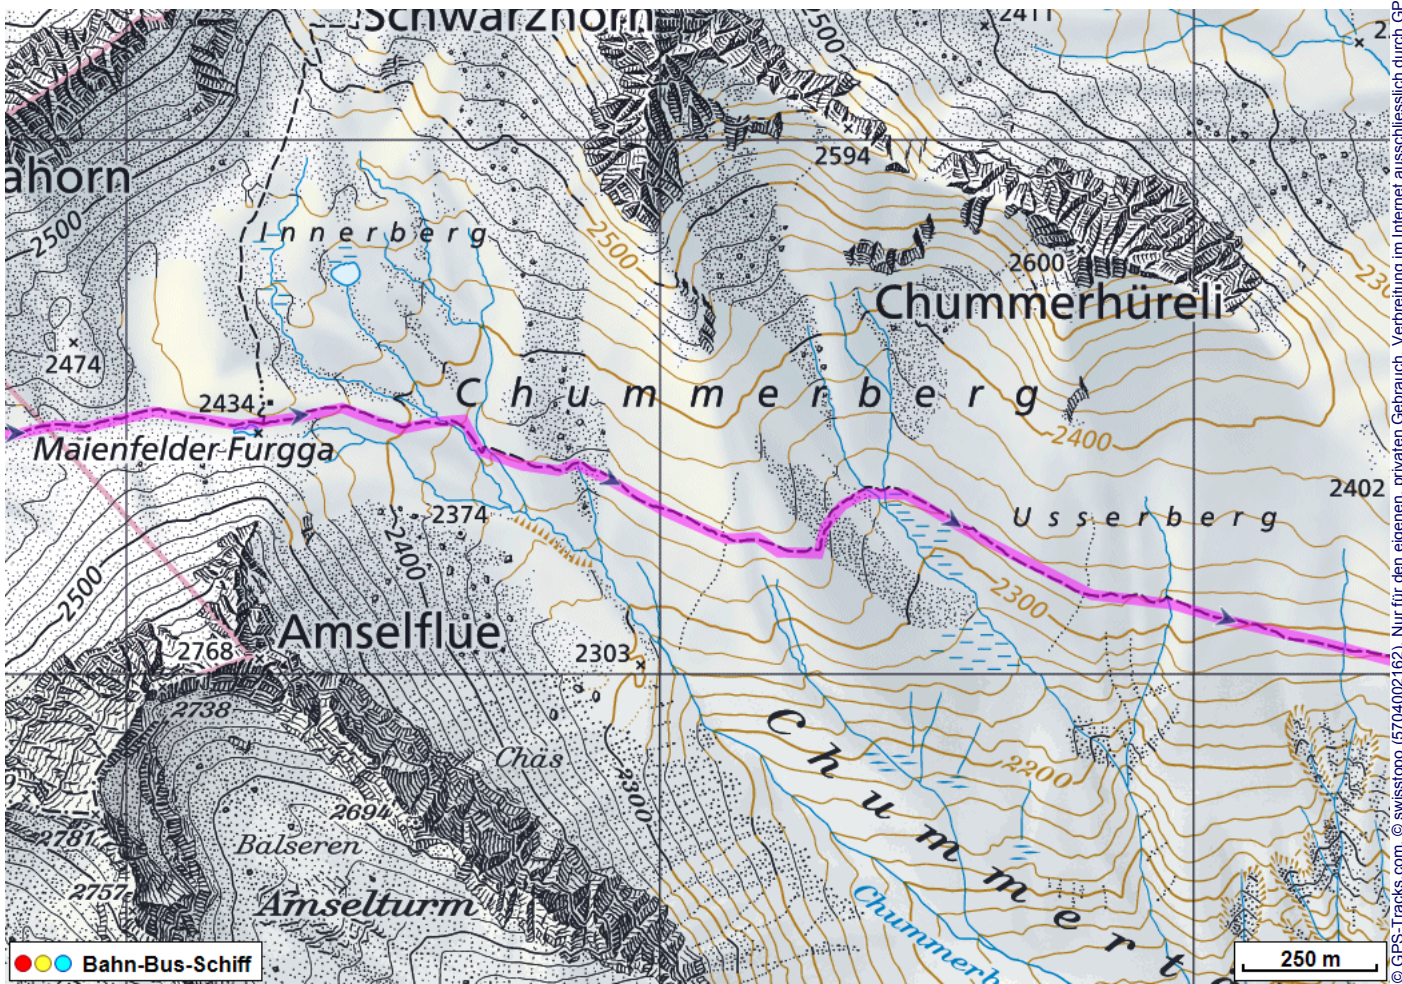 Schwarzhorn
2500
2411
2594
ahorn
2500
Innerberg
2500
2600
230
Chummerhüreli
2474
Chummerberg
2434
2400
Maienfelder Furgga
2402
2374
Usserberg
2400
2500
2300
Amselflue
2768
2303
2738
Chas
Chummert
2200
2300
2694
2781
Balseren
2757
Amselturm
Chummerb
Bahn-Bus-Schiff
250 m
© GPS-Tracks.com © swisstopo (5704002162) Nur für den eigenen, privaten Gebrauch. Verbreitung im Internet ausschliesslich durch GP